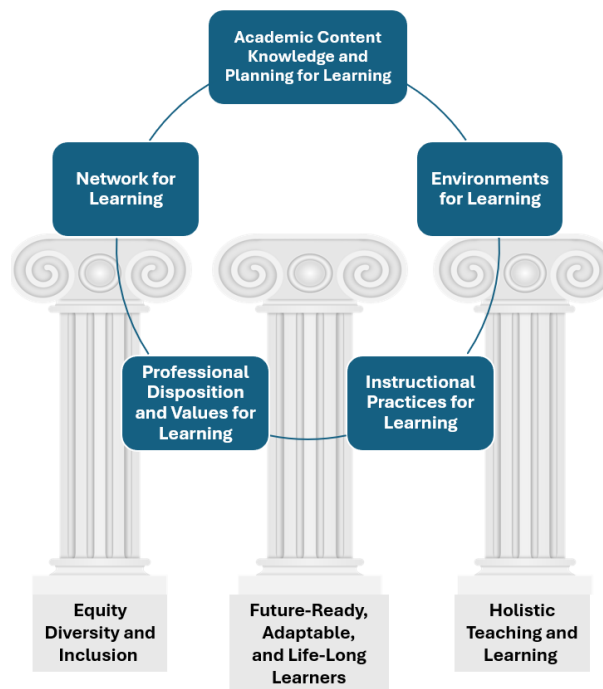 Academic Content
Knowledge and
Planning for Learning
Network for
Learning
Environments
for Learning
Professional
Disposition
and Values for
Learning
Instructional
Practices for
Learning
Equity
Diversity and
Inclusion
Future-Ready,
Adaptable,
and Life-Long
Learners
Holistic
Teaching and
Learning